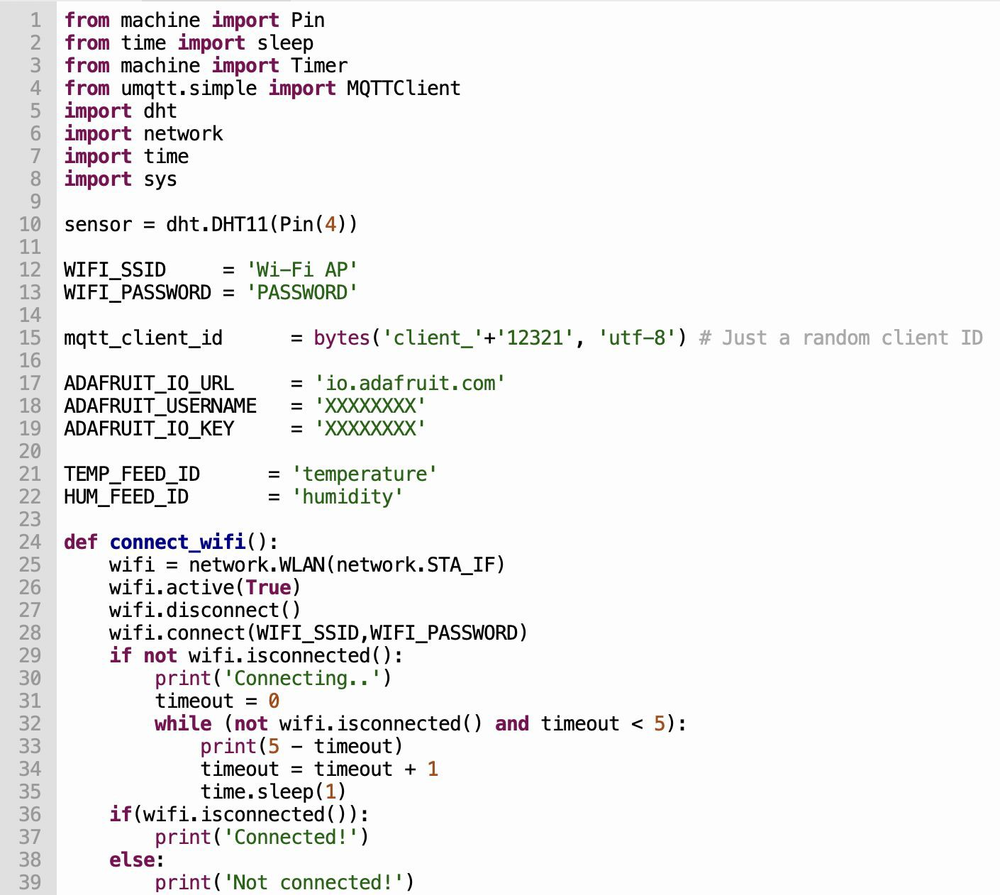 1 from machine import Pin
2 from time import sleep
3 from machine import Timer
4 from umqtt.simple import MQTTClient
5 import dht
6 import network
7 import time
8 import sys
9
10 sensor = dht.DHT11(Pin(4))
11
12 WIFI_SSID     = 'Wi-Fi AP'
13 WIFI_PASSWORD = 'PASSWORD'
14
15 mqtt_client_id      = bytes('client_'+'12321', 'utf-8') # Just a random client ID
16
17 ADAFRUIT_IO_URL     = 'io.adafruit.com'
18 ADAFRUIT_USERNAME   = 'XXXXXXXX'
19 ADAFRUIT_IO_KEY     = 'XXXXXXXX'
20
21 TEMP_FEED_ID      = 'temperature'
22 HUM_FEED_ID       = 'humidity'
23
24 def connect_wifi():
25     wifi = network.WLAN(network.STA_IF)
26     wifi.active(True)
27     wifi.disconnect()
28     wifi.connect(WIFI_SSID,WIFI_PASSWORD)
29     if not wifi.isconnected():
30         print('Connecting..')
31         timeout = 0
32         while (not wifi.isconnected() and timeout < 5):
33             print(5 - timeout)
34             timeout = timeout + 1
35             time.sleep(1)
36     if(wifi.isconnected()):
37         print('Connected!')
38     else:
39         print('Not connected!')